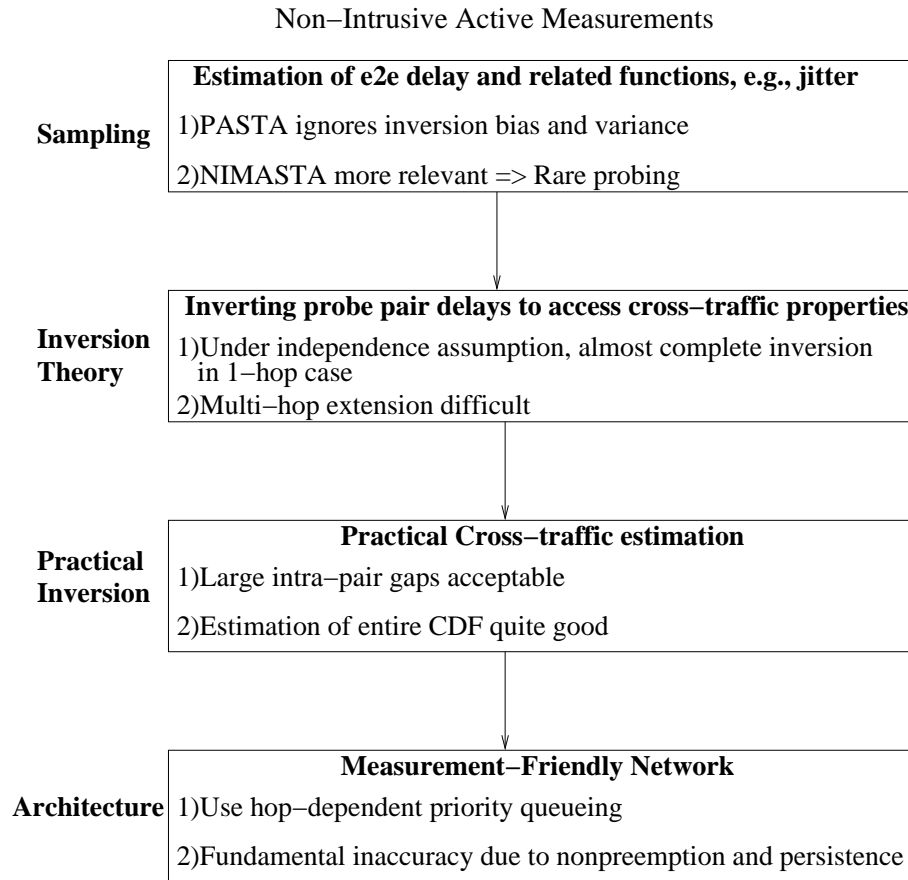 Non−Intrusive Active Measurements
Estimation of e2e delay and related functions, e.g., jitter
Sampling
1)PASTA ignores inversion bias and variance
2)NIMASTA more relevant => Rare probing
Inverting probe pair delays to access cross−traffic properties
Inversion
Theory
1)Under independence assumption, almost complete inversion
in 1−hop case
2)Multi−hop extension difficult
Practical Cross−traffic estimation
Practical
Inversion
1)Large intra−pair gaps acceptable
2)Estimation of entire CDF quite good
Measurement−Friendly Network
Architecture
1)Use hop−dependent priority queueing
2)Fundamental inaccuracy due to nonpreemption and persistence